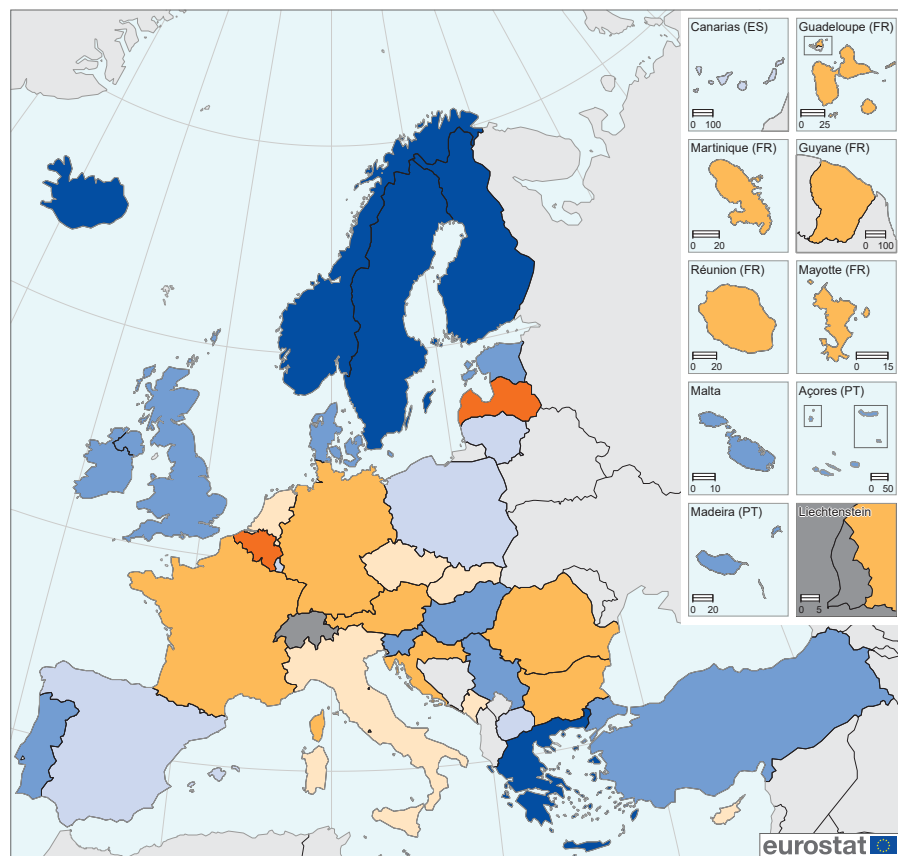 Canarias (ES)
0 100
Guadeloupe (FR)
0 25
Martinique (FR)
0 20
Guyane (FR)
0 100
Réunion (FR)
0 20
Mayotte (FR)
0 15
Malta
0 10
Açores (PT)
0 50
Madeira (PT)
0 20
Liechtenstein
0 5
eurostat